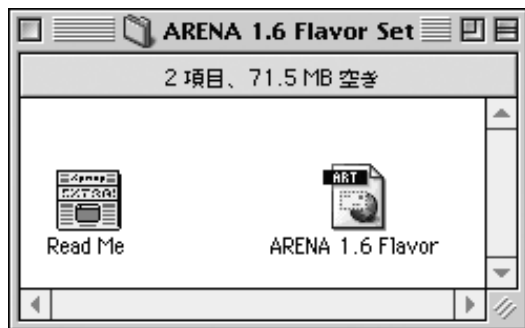 ARENA 1.6 Flavor Set
2 項目、71.5 MB 空き
EXTRA!
ART
Read Me
ARENA 1.6 Flavor